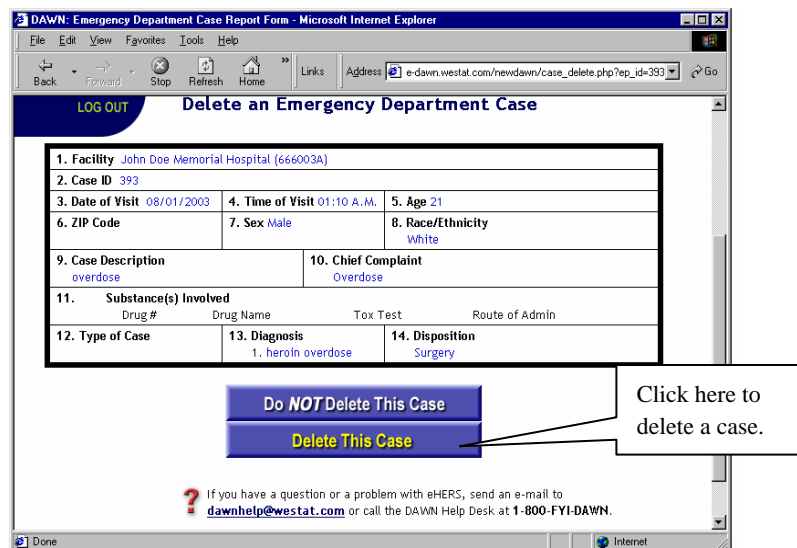 DAWN: Emergency Department Case Report Form - Microsoft Internet Explorer
File Edit View Favorites Tools Help
Back Forward Stop Refresh Home » Links Address e-dawn.westat.com/newdawn/case_delete.php?ep_id=393 Go
LOG OUT Delete an Emergency Department Case
1. Facility John Doe Memorial Hospital (666003A)
2. Case ID 393
3. Date of Visit 08/01/2003 4. Time of Visit 01:10 A.M. 5. Age 21
6. ZIP Code 7. Sex Male 8. Race/Ethnicity
White
9. Case Description 10. Chief Complaint
overdose Overdose
11. Substance(s) Involved
Drug # Drug Name Tox Test Route of Admin
12. Type of Case 13. Diagnosis 14. Disposition
1. heroin overdose Surgery
Do NOT Delete This Case
Delete This Case
Click here to
delete a case.
? If you have a question or a problem with eHERS, send an e-mail to
dawnhelp@westat.com or call the DAWN Help Desk at 1-800-FYI-DAWN.
Done Internet